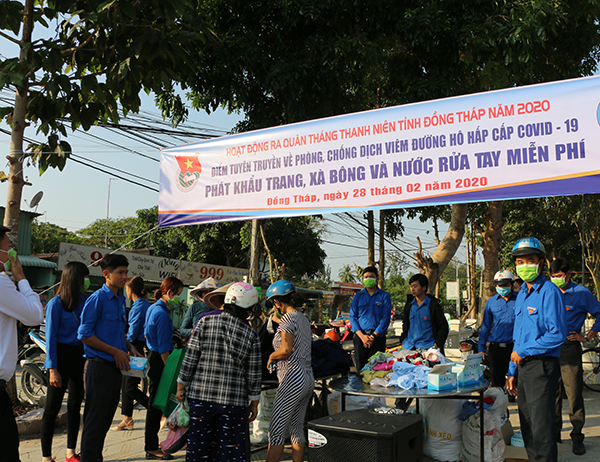 HOẠT ĐỘNG RA QUÂN THÁNG THANH NIÊN TỈNH ĐỒNG THÁP NĂM 2020
ĐIỂM TUYÊN TRUYỀN VỀ PHÒNG, CHỐNG DỊCH VIÊM ĐƯỜNG HÔ HẤP CẤP COVID - 19
PHÁT KHẨU TRANG, XÀ BÔNG VÀ NƯỚC RỬA TAY MIỄN PHÍ
Đồng Tháp, ngày 28 tháng 02 năm 2020
999
WIFI
999